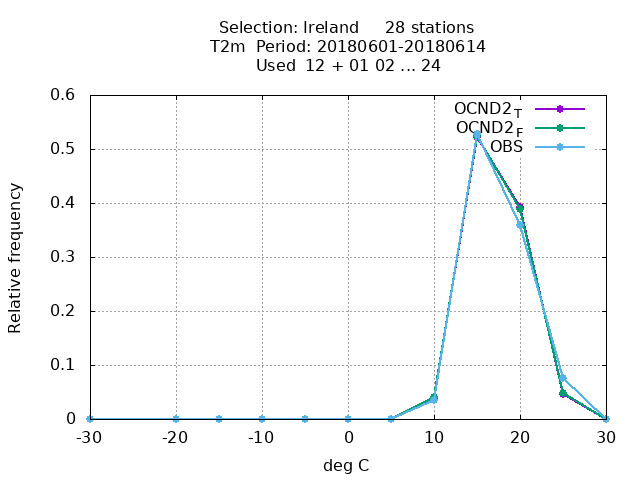 Selection: Ireland     28 stations
T2m  Period: 20180601-20180614
Used  12 + 01 02 ... 24
0.6
0.5
0.4
0.3
0.2
0.1
0
Relative frequency
OCND2T
OCND2F
OBS
-30 -20 -10 0 10 20 30
deg C